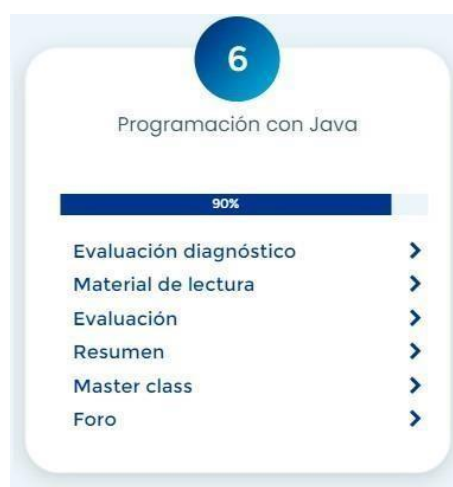 6
Programación con Java
90%
Evaluación diagnóstico
Material de lectura
Evaluación
Resumen
Master class
Foro